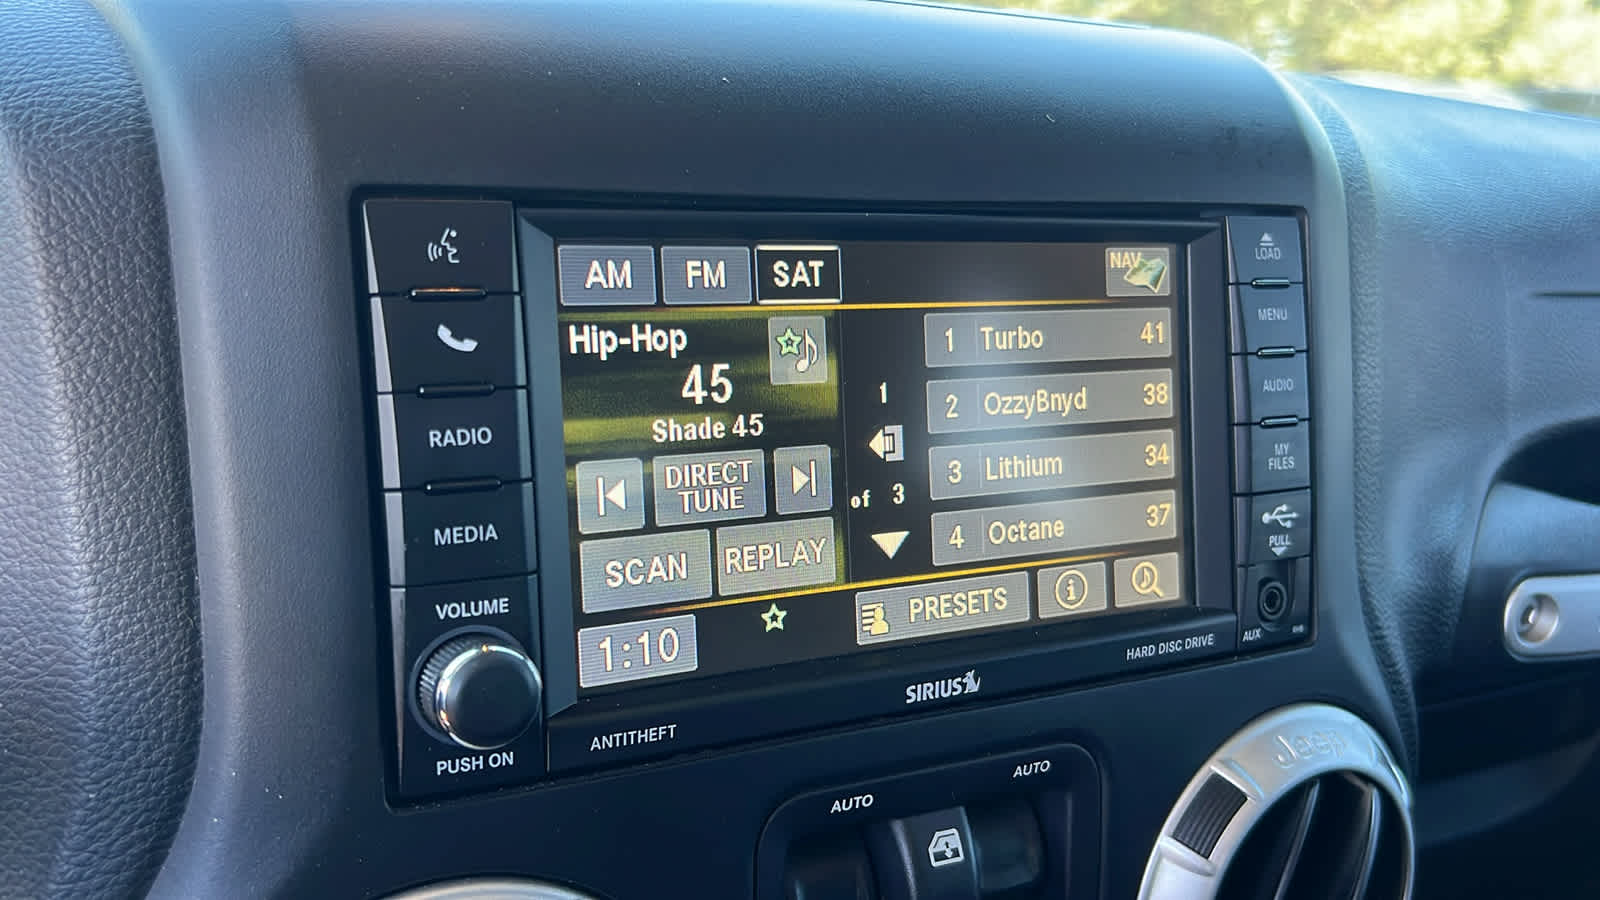 AM FM SAT NAV
Hip-Hop
45
Shade 45
DIRECT
TUNE
SCAN REPLAY
1:10
1
of 3
1 Turbo 41
2 OzzyBnyd 38
3 Lithium 34
4 Octane 37
PRESETS
RADIO
MEDIA
VOLUME
PUSH ON
LOAD
MENU
AUDIO
MY
FILES
PULL
AUX
ANTITHEFT
SIRIUS
HARD DISC DRIVE
AUTO
AUTO
Jeep